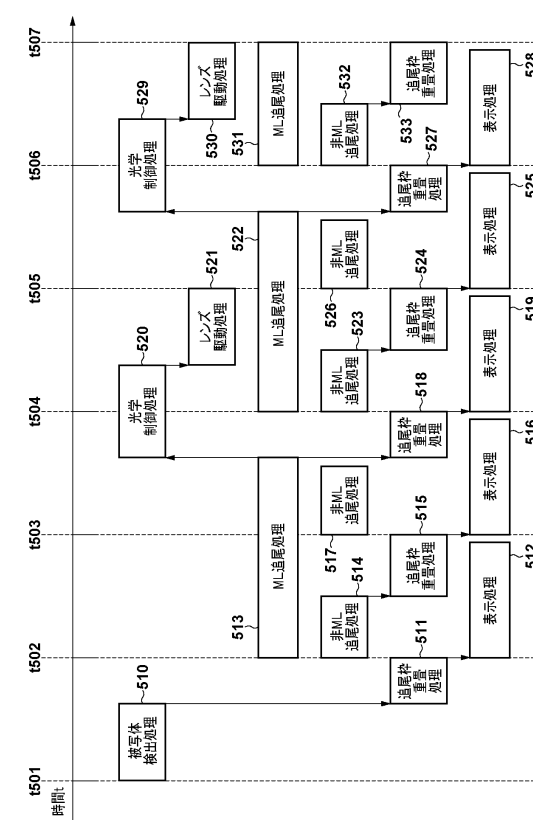 時間t
t501
t502
t503
t504
t505
t506
t507
被写体
検出処理
510
光学
制御処理
520
光学
制御処理
529
レンズ
駆動処理
521
レンズ
駆動処理
530
ML追尾処理
513
ML追尾処理
522
ML追尾処理
531
非ML
追尾処理
514
非ML
追尾処理
517
非ML
追尾処理
523
非ML
追尾処理
526
非ML
追尾処理
532
追尾枠
重畳
処理
511
追尾枠
重畳処理
515
追尾枠
重畳
処理
518
追尾枠
重畳処理
524
追尾枠
重畳
処理
527
追尾枠
重畳処理
533
表示処理
512
表示処理
516
表示処理
519
表示処理
525
表示処理
528